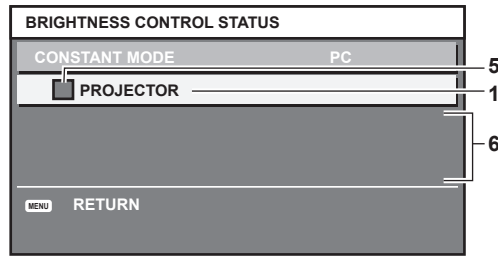 BRIGHTNESS CONTROL STATUS
CONSTANT MODE PC
5
PROJECTOR 1
6
MENU RETURN